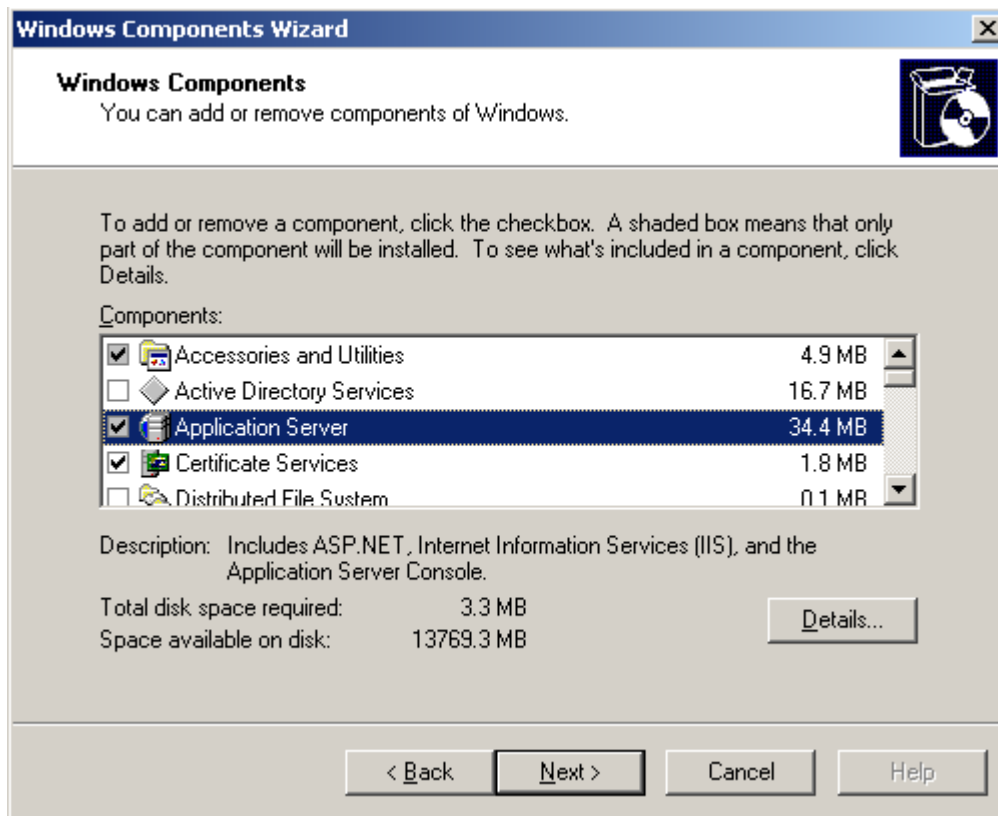 Windows Components Wizard
Windows Components
You can add or remove components of Windows.
To add or remove a component, click the checkbox. A shaded box means that only
part of the component will be installed. To see what's included in a component, click
Details.
Components:
Accessories and Utilities 4.9 MB
Active Directory Services 16.7 MB
Application Server 34.4 MB
Certificate Services 1.8 MB
Distributed File System 0.1 MB
Description: Includes ASP.NET, Internet Information Services (IIS), and the
Application Server Console.
Total disk space required: 3.3 MB
Space available on disk: 13769.3 MB
Details...
< Back Next > Cancel Help